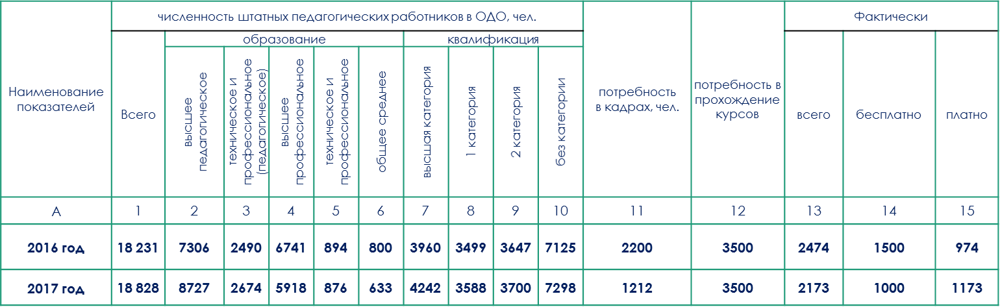 численность штатных педагогических работников в ОДО, чел.
Фактически
образование
квалификация
Наименование
показателей
Всего
высшее
педагогическое
техническое и
профессиональное
(педагогическое)
высшее
профессиональное
техническое и
профессиональное
общее среднее
высшая категория
1 категория
2 категория
без категории
потребность
в кадрах, чел.
потребность в
прохождение
курсов
всего
бесплатно
платно
А 1 2 3 4 5 6 7 8 9 10 11 12 13 14 15
2016 год 18 231 7306 2490 6741 894 800 3960 3499 3647 7125 2200 3500 2474 1500 974
2017 год 18 828 8727 2674 5918 876 633 4242 3588 3700 7298 1212 3500 2173 1000 1173